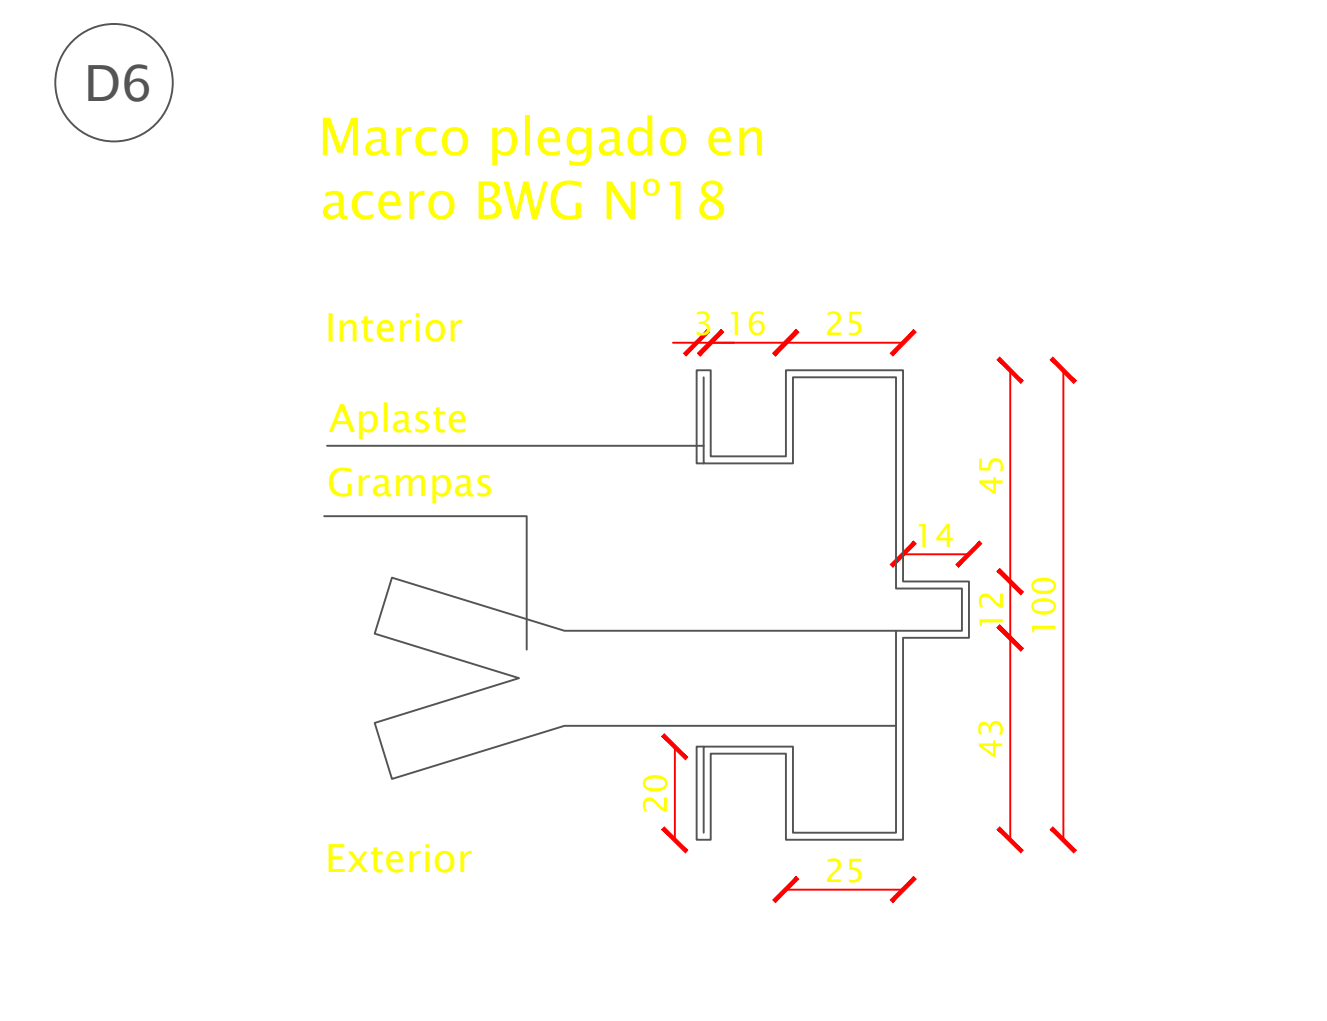 D6
Marco plegado en
acero BWG Nº18
Interior
3 16 25
Aplaste
45
Grampas
14
12
100
43
20
Exterior
25